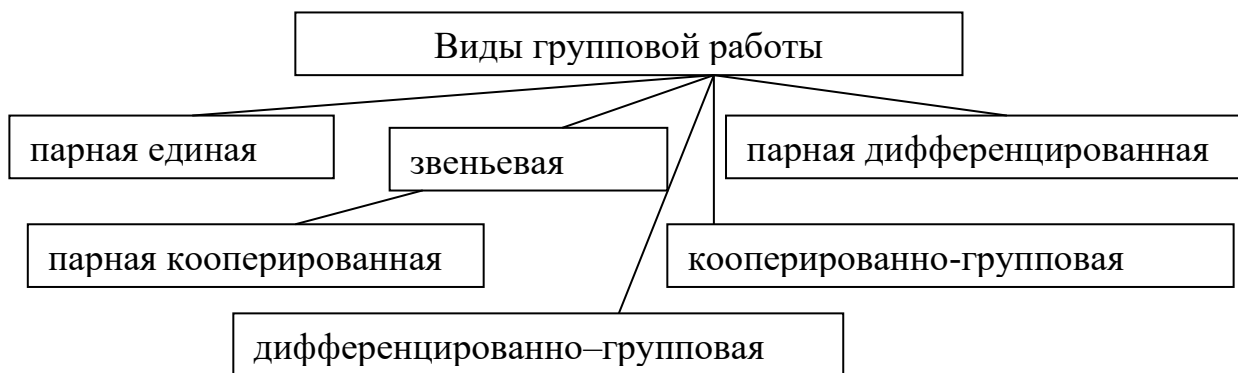 Виды групповой работы
парная единая
звеньевая
парная дифференцированная
парная кооперированная
кооперированно-групповая
дифференцированно–групповая